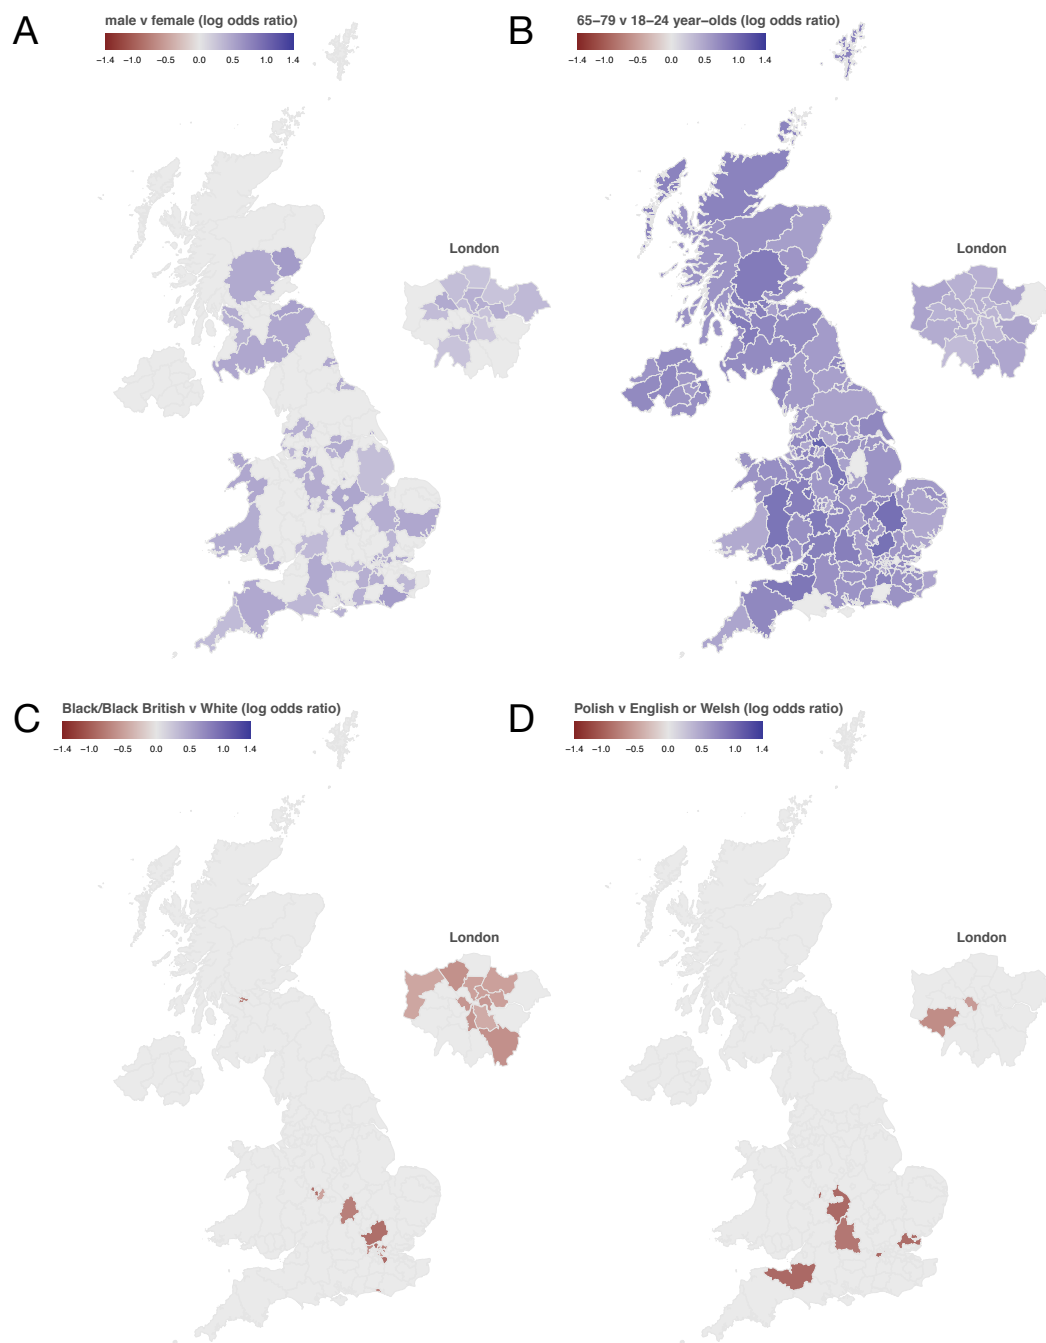 A
male v female (log odds ratio)
−1.4 −1.0 −0.5 0.0 0.5 1.0 1.4
London
B
65−79 v 18−24 year−olds (log odds ratio)
−1.4 −1.0 −0.5 0.0 0.5 1.0 1.4
London
C
Black/Black British v White (log odds ratio)
−1.4 −1.0 −0.5 0.0 0.5 1.0 1.4
London
D
Polish v English or Welsh (log odds ratio)
−1.4 −1.0 −0.5 0.0 0.5 1.0 1.4
London